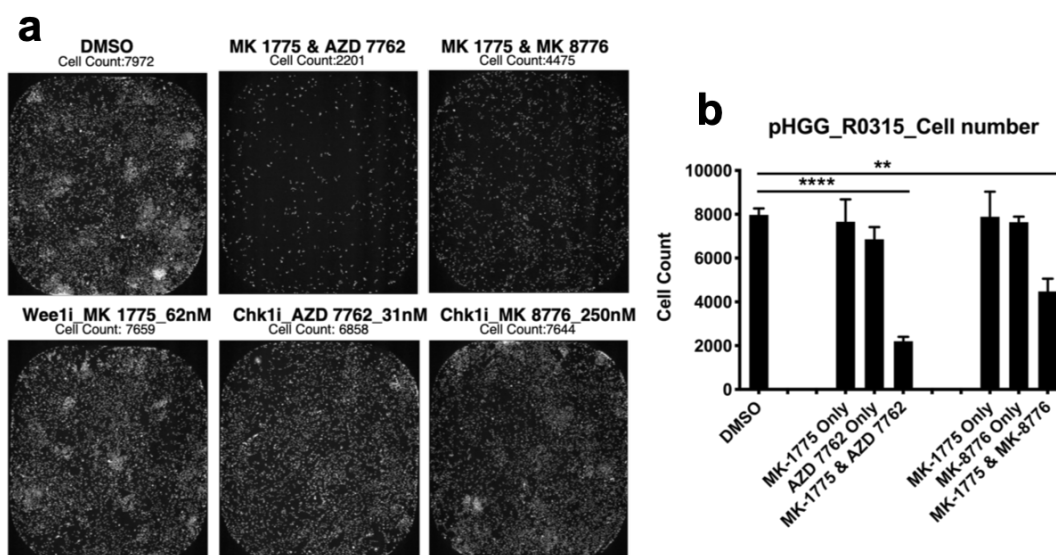 a
DMSO
Cell Count:7972
MK 1775 & AZD 7762
Cell Count:2201
MK 1775 & MK 8776
Cell Count:4475
Wee1i_MK 1775_62nM
Cell Count: 7659
Chk1i_AZD 7762_31nM
Cell Count: 6858
Chk1i_MK 8776_250nM
Cell Count:7644
b
pHGG_R0315_Cell number
**
****
Cell Count
10000
8000
6000
4000
2000
0
DMSO
MK-1775 Only
AZD 7762 Only
MK-1775 & AZD 7762
MK-1775 Only
MK-8776 Only
MK-1775 & MK-8776